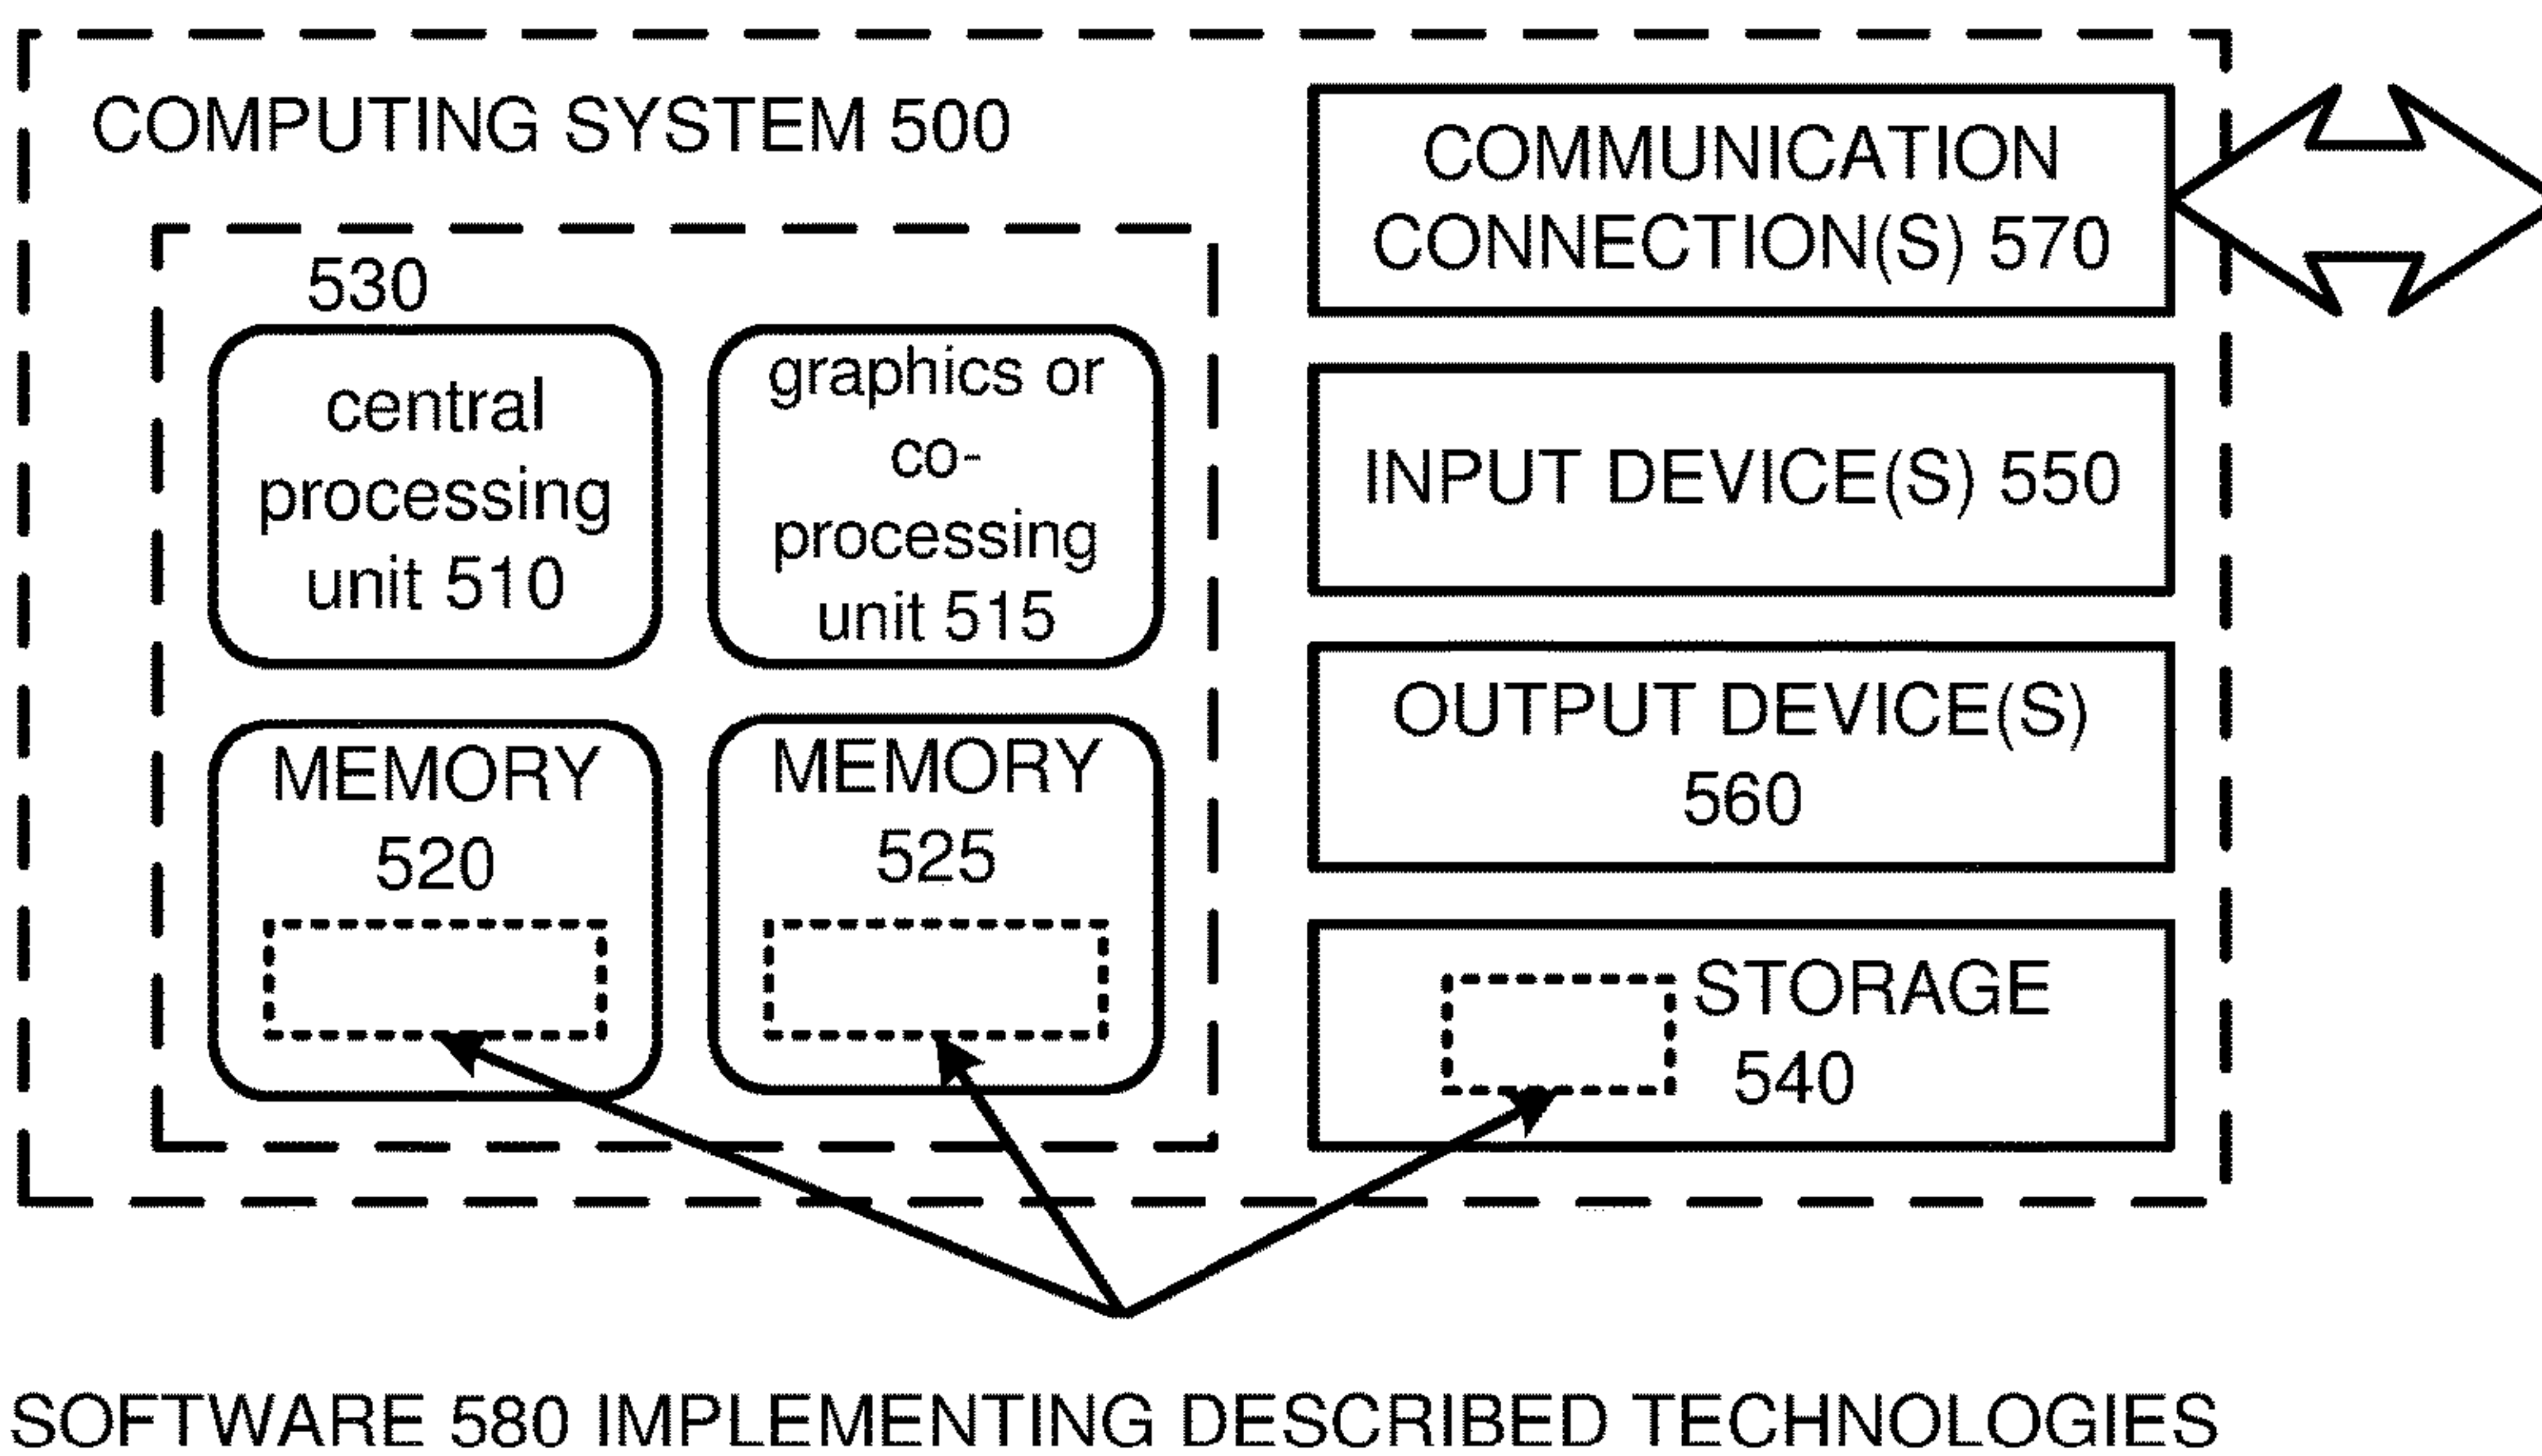 COMPUTING SYSTEM 500
530
central
processing
unit 510
graphics or
co-
processing
unit 515
MEMORY
520
MEMORY
525
COMMUNICATION
CONNECTION(S) 570
INPUT DEVICE(S) 550
OUTPUT DEVICE(S)
560
STORAGE
540
SOFTWARE 580 IMPLEMENTING DESCRIBED TECHNOLOGIES